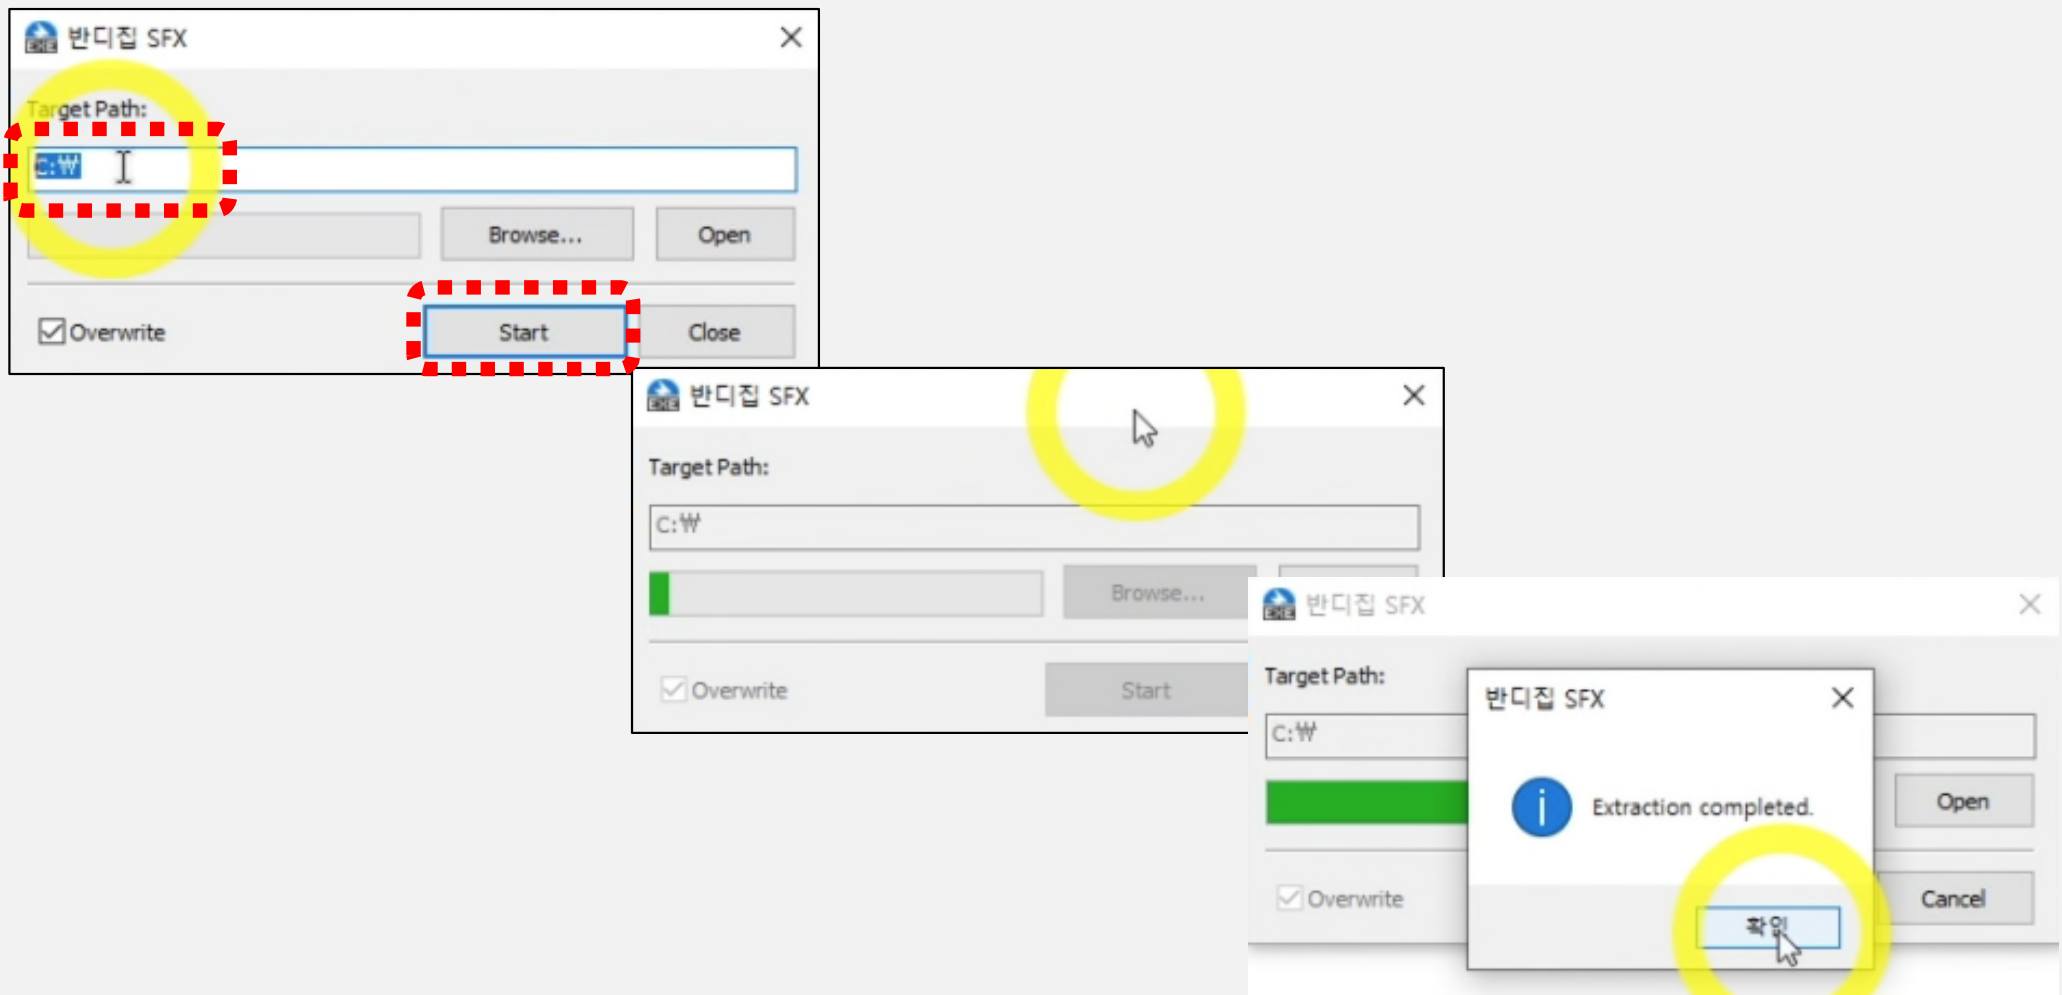 반디집 SFX
Target Path:
C:₩
Browse... Open
Overwrite Start Close
반디집 SFX
Target Path:
C:₩
Browse...
Overwrite Start
반디집 SFX
Target Path:
C:₩
Open
Overwrite Cancel
반디집 SFX
Extraction completed.
확인